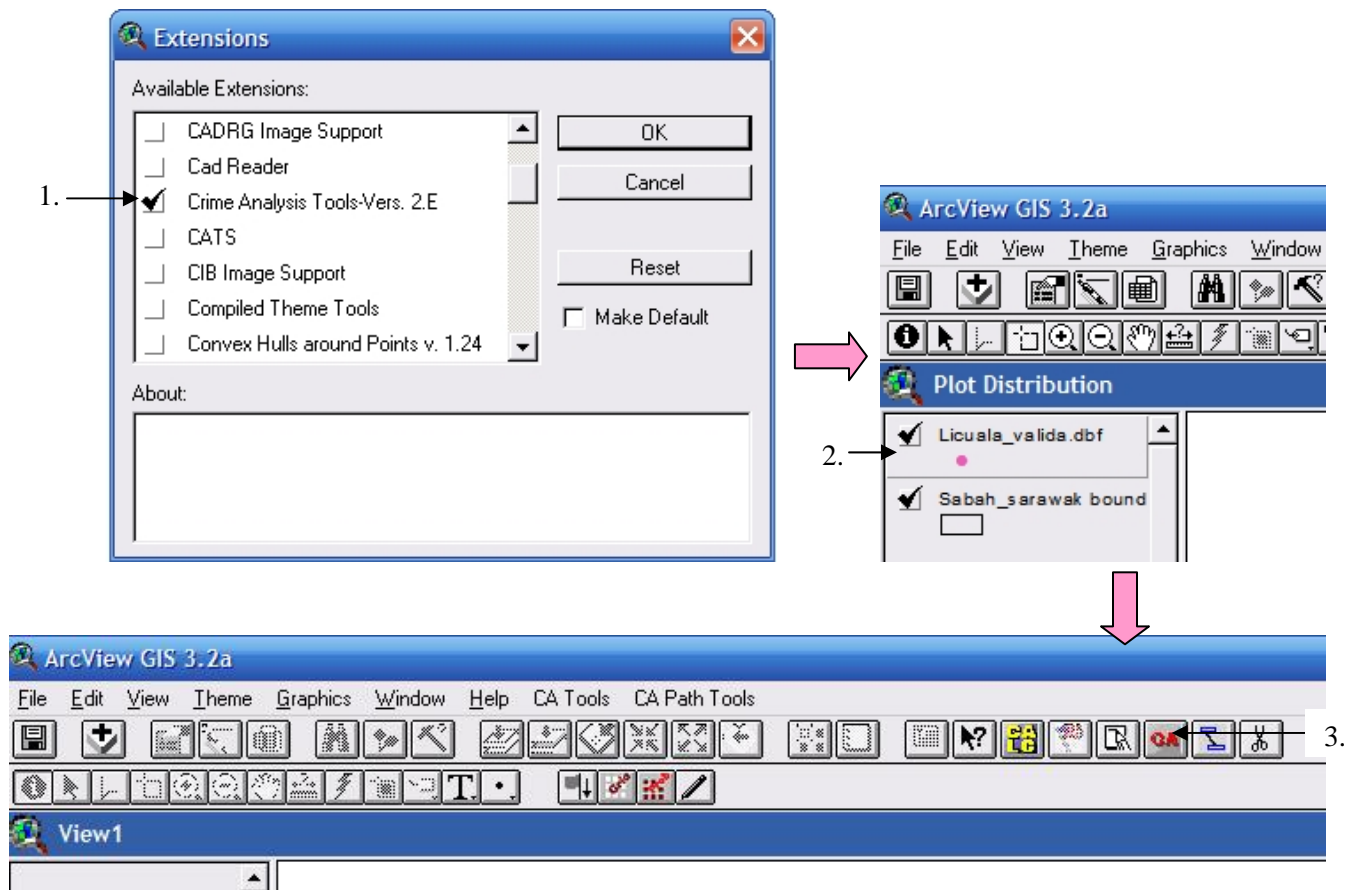 Extensions
Available Extensions:
CADRG Image Support
Cad Reader
Crime Analysis Tools-Vers. 2.E
CATS
CIB Image Support
Compiled Theme Tools
Convex Hulls around Points v. 1.24
OK
Cancel
Reset
Make Default
About:
1.
ArcView GIS 3.2a
File Edit View Theme Graphics Window
Plot Distribution
Licuala_valida.dbf
Sabah_sarawak bound
2.
ArcView GIS 3.2a
File Edit View Theme Graphics Window Help CA Tools CA Path Tools
3.
T
View1